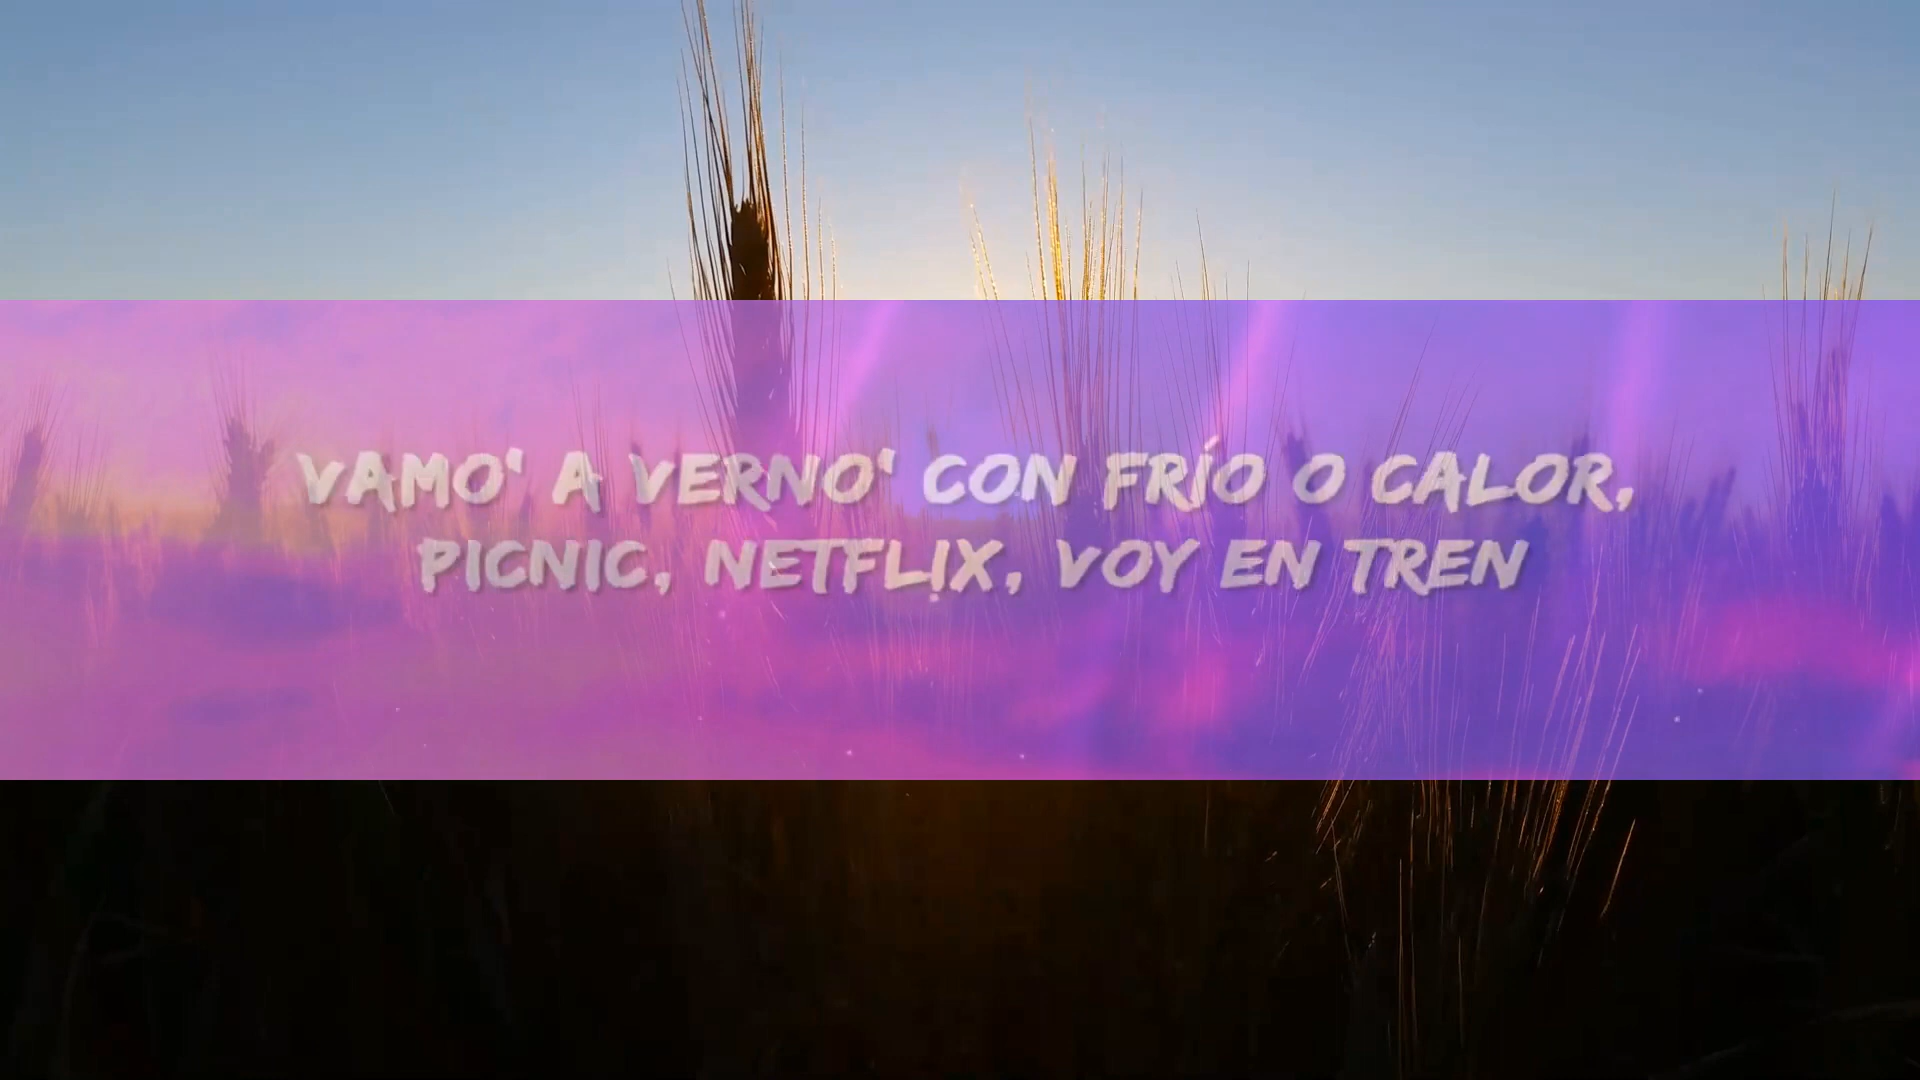 VAMO' A VERNO' CON FRÍO O CALOR,
PICNIC, NETFLIX, VOY EN TREN